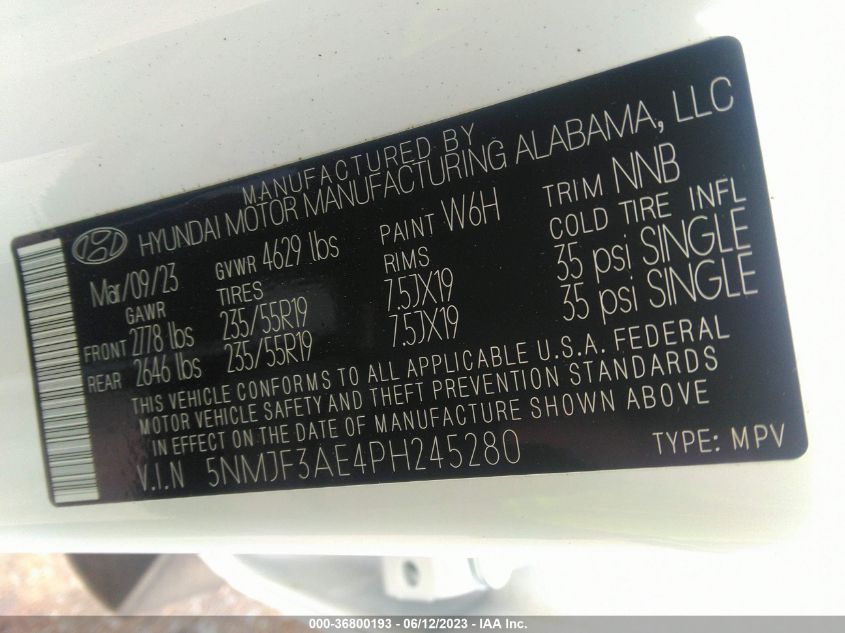 MANUFACTURED BY
HYUNDAI MOTOR MANUFACTURING ALABAMA, LLC
Mar/09/23 GVWR 4629 lbs PAINT W6H TRIM NNB
GAWR TIRES RIMS COLD TIRE INFL
FRONT 2778 lbs 235/55R19 7.5JX19 35 psi SINGLE
REAR 2646 lbs 235/55R19 7.5JX19 35 psi SINGLE
THIS VEHICLE CONFORMS TO ALL APPLICABLE U.S.A. FEDERAL
MOTOR VEHICLE SAFETY AND THEFT PREVENTION STANDARDS
IN EFFECT ON THE DATE OF MANUFACTURE SHOWN ABOVE
V.I.N 5NMJF3AE4PH245280 TYPE: MPV
000-36800193 - 06/12/2023 - IAA Inc.